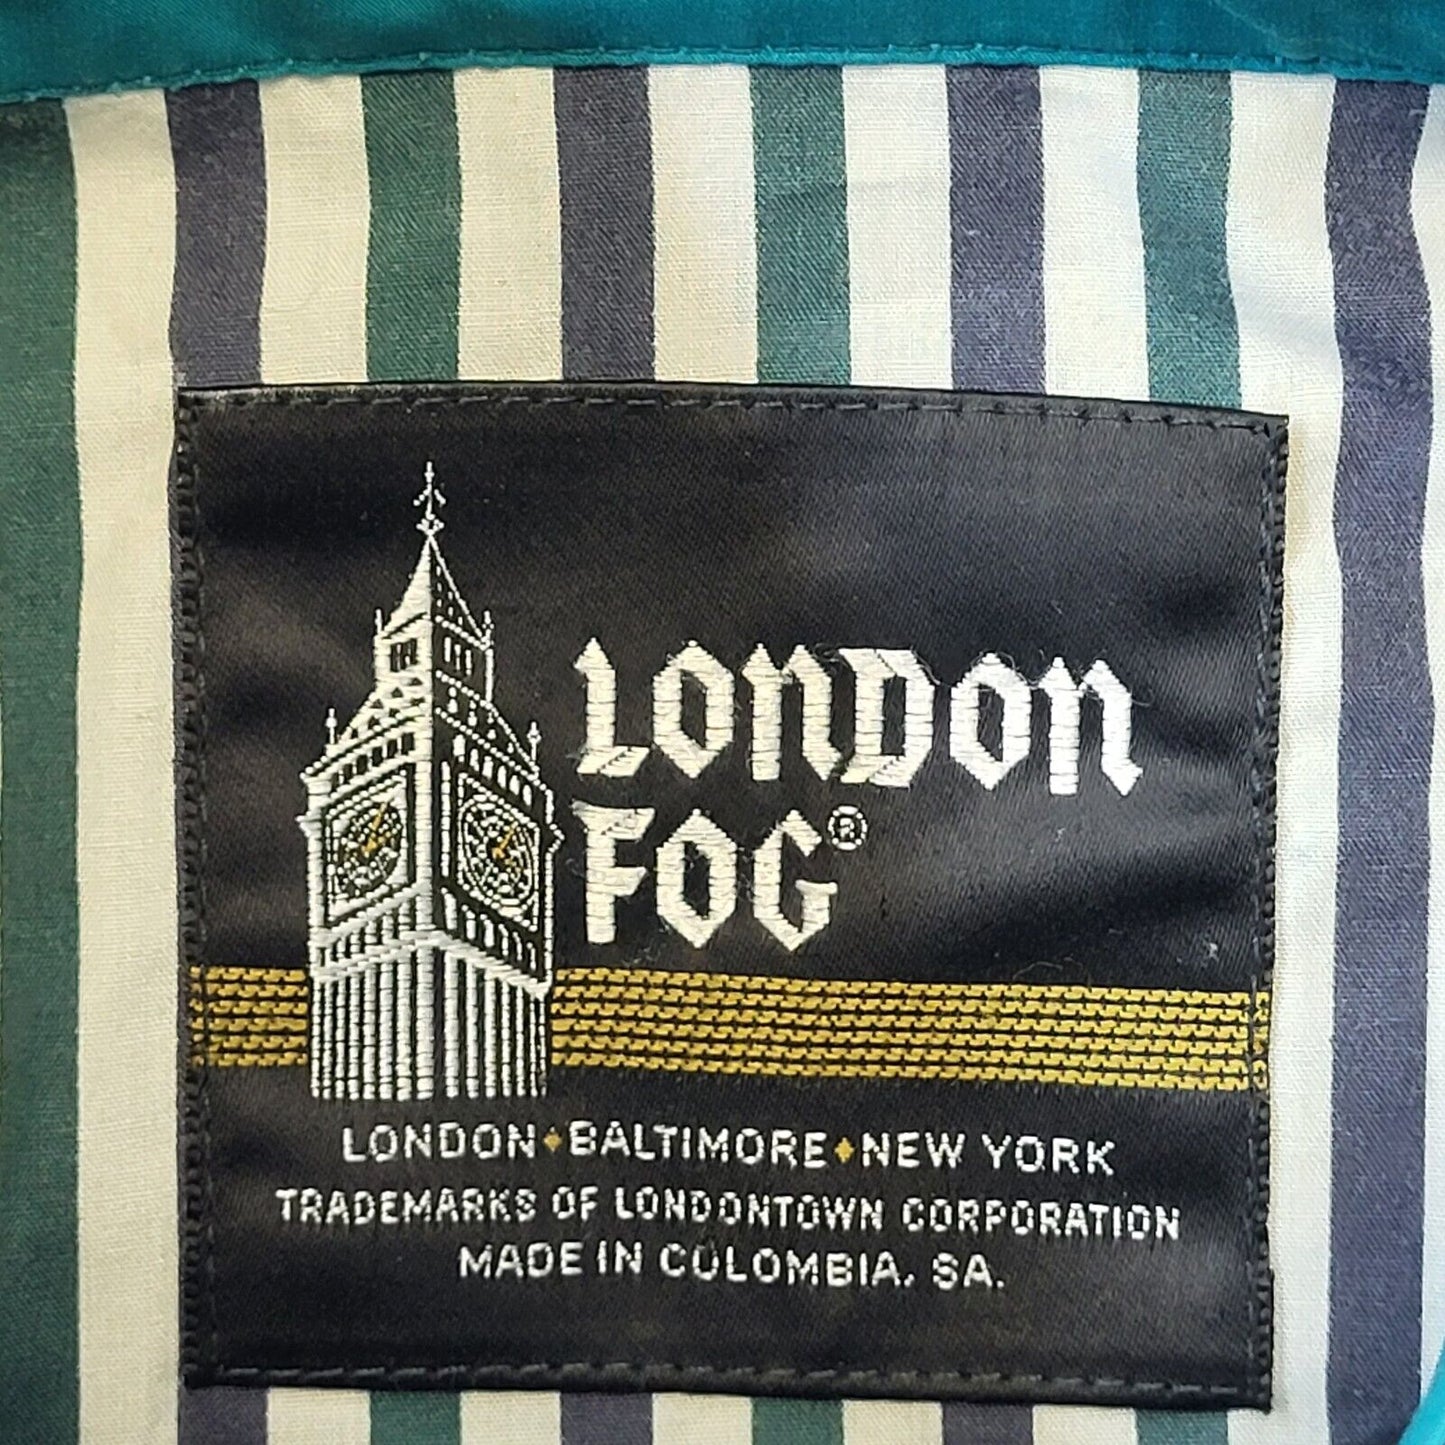 LONDON
FOG®
LONDON♦BALTIMORE♦NEW YORK
TRADEMARKS OF LONDONTOWN CORPORATION
MADE IN COLOMBIA, SA.